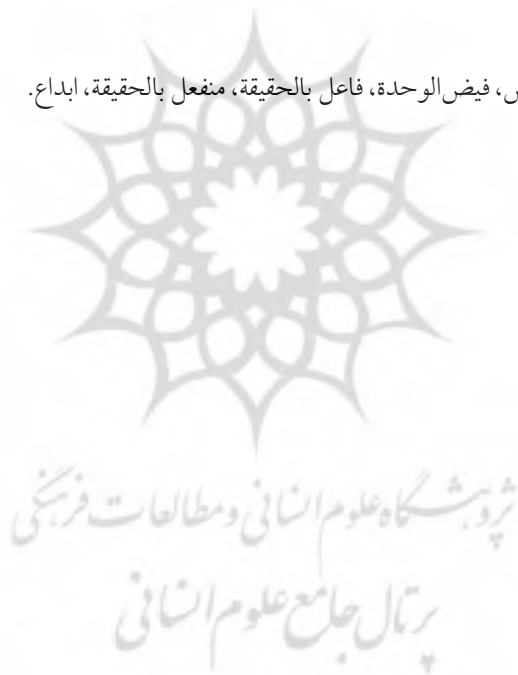 ، فیض‌الوحدة، فاعل بالحقیقة، منفعل بالحقیقة، ابداع.
پژوهشگاه علوم انسانی و مطالعات فرهنگی
پرتال جامع علوم انسانی